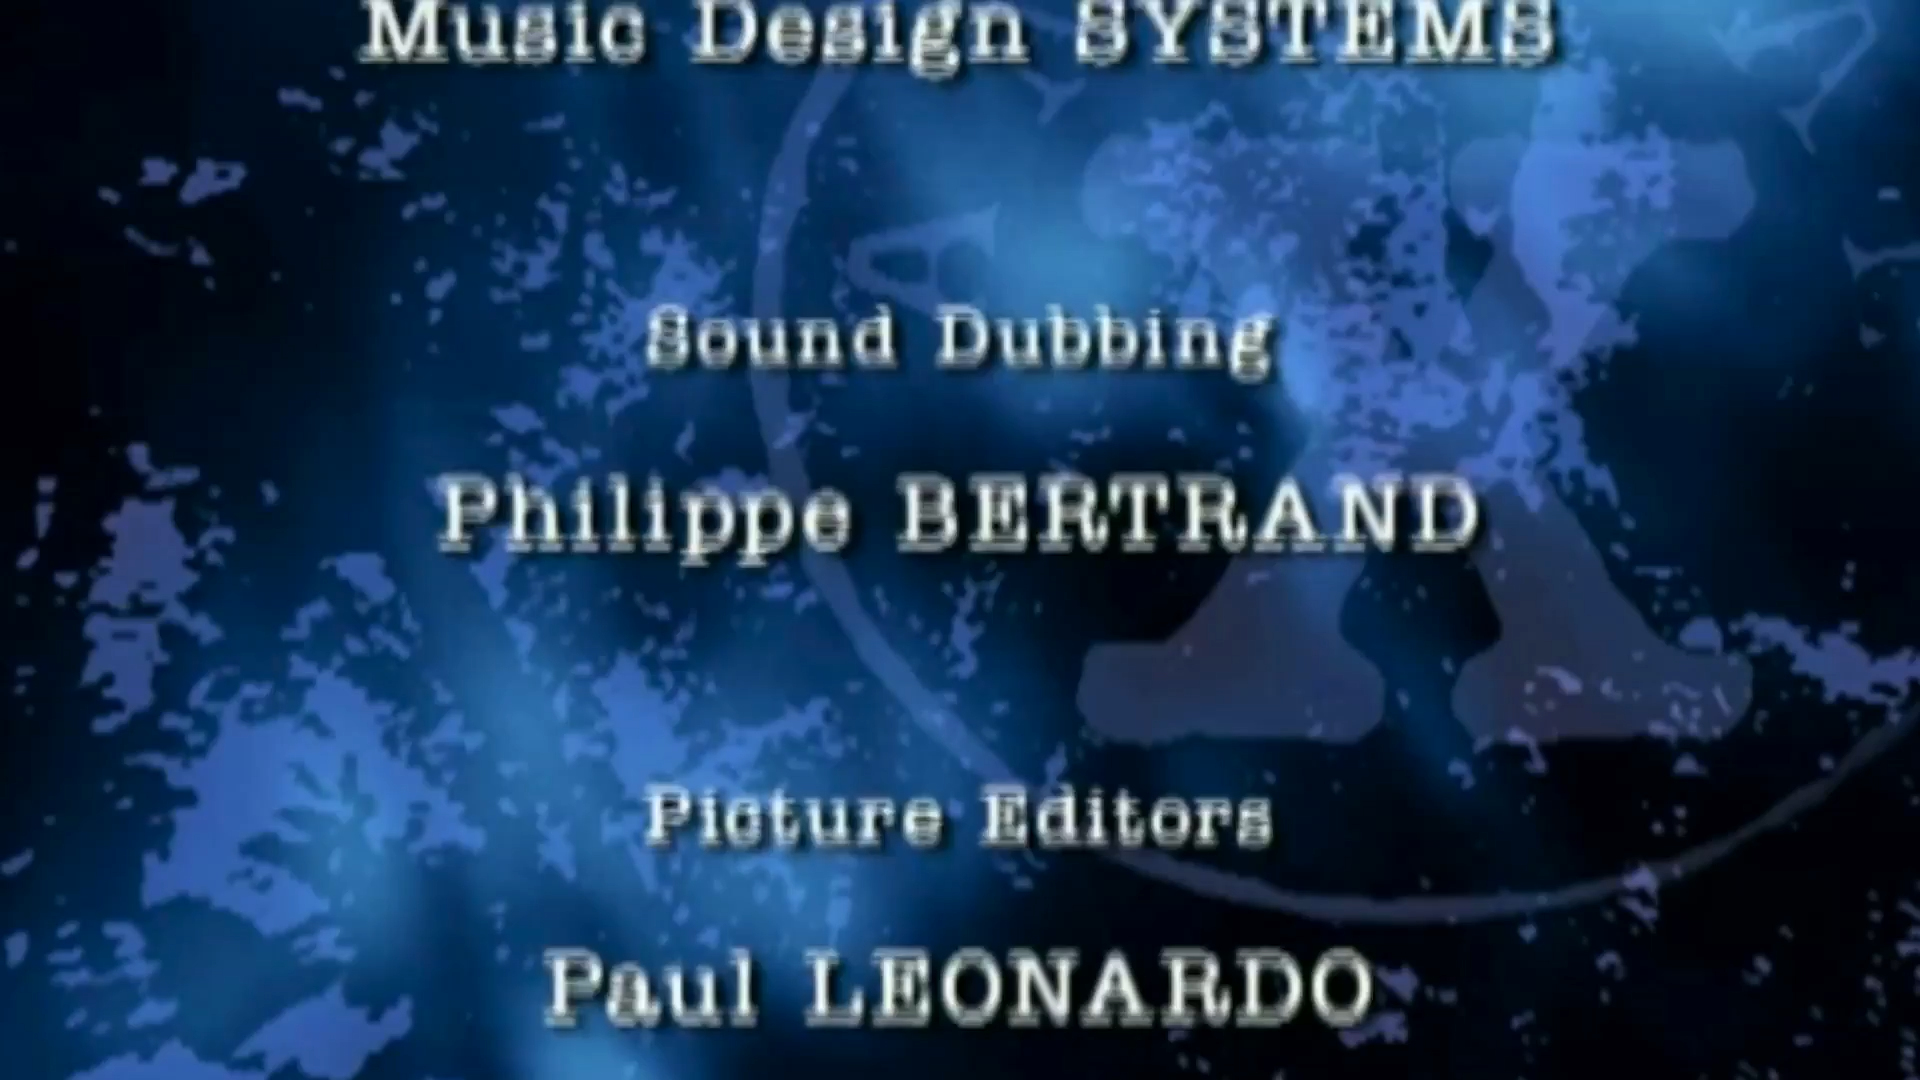 Music Design SYSTEMS
Sound Dubbing
Philippe BERTRAND
Picture Editors
Paul LEONARDO